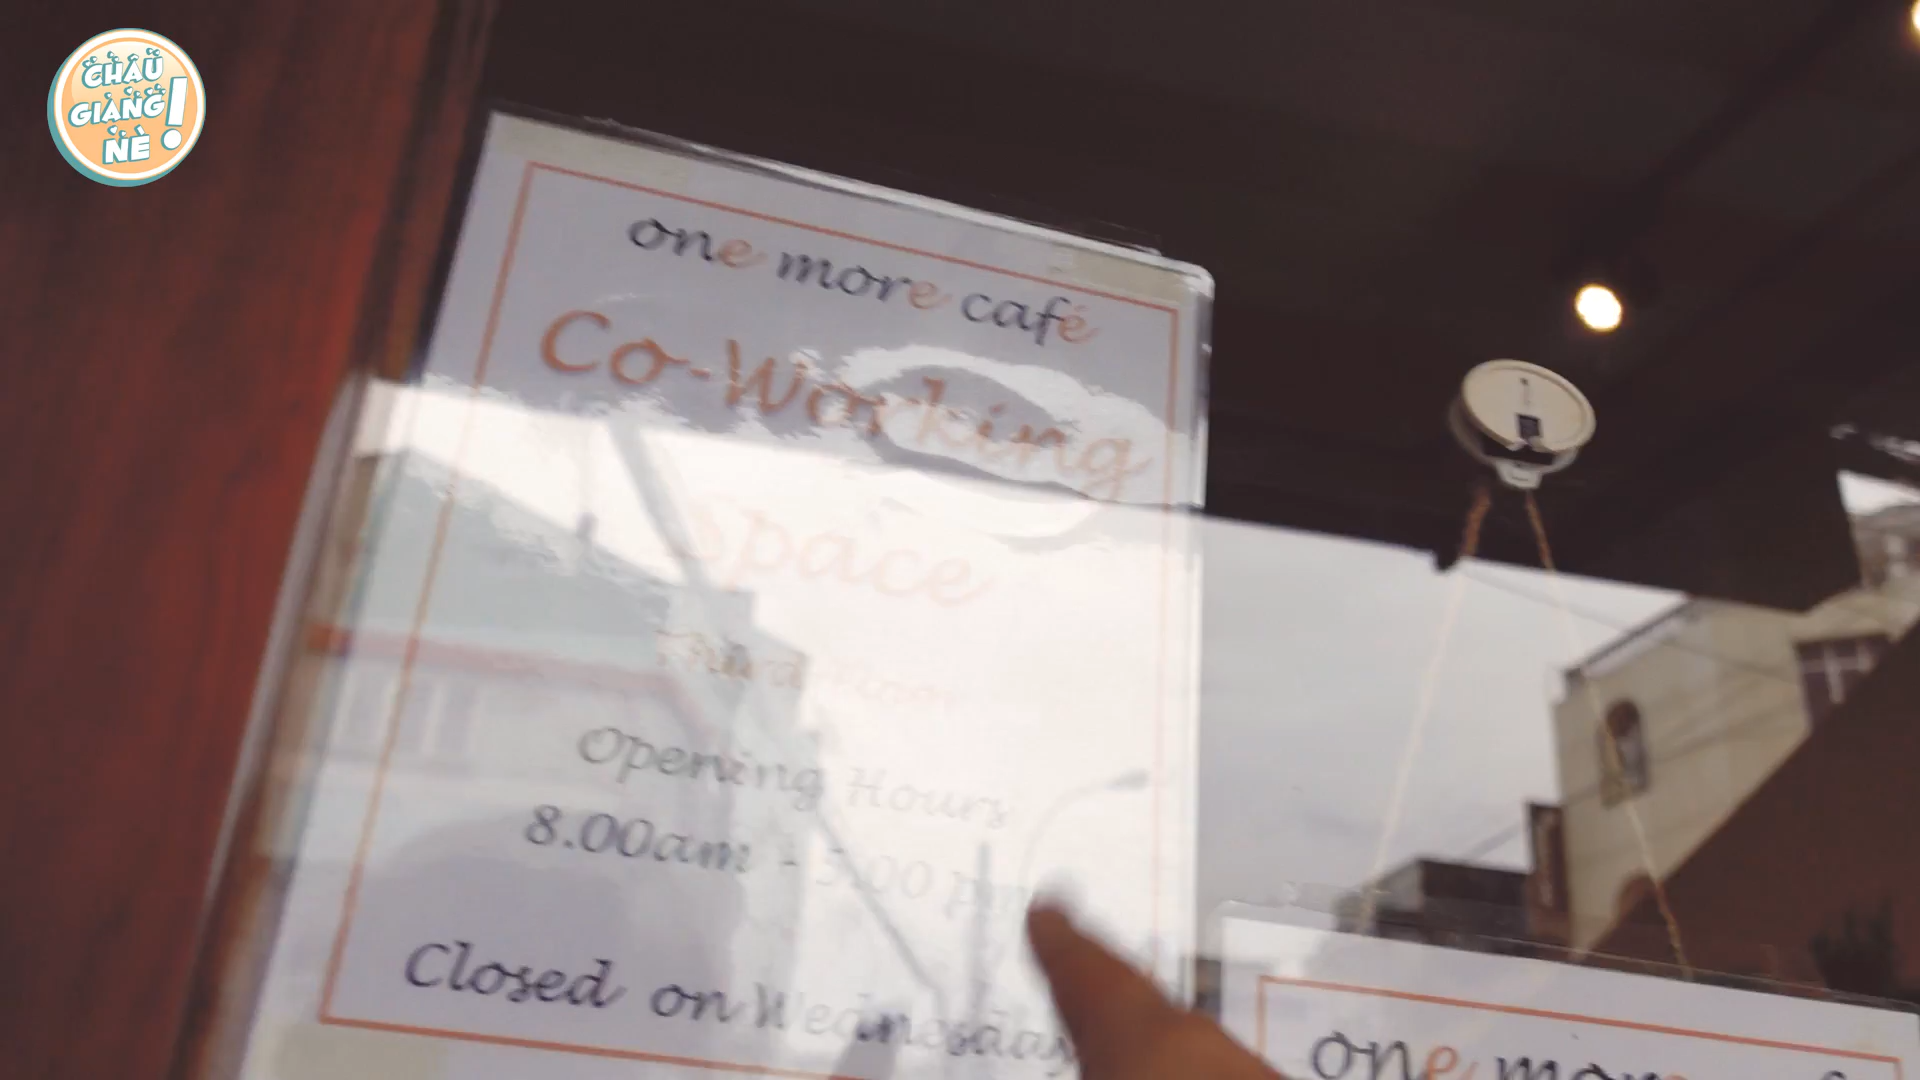 CHÂU
GIANG
NÈ!
one more café
Co-Working
Space
Third
Opening Hours
8.00am - 5.00 pm
Closed on Wednesday
one more